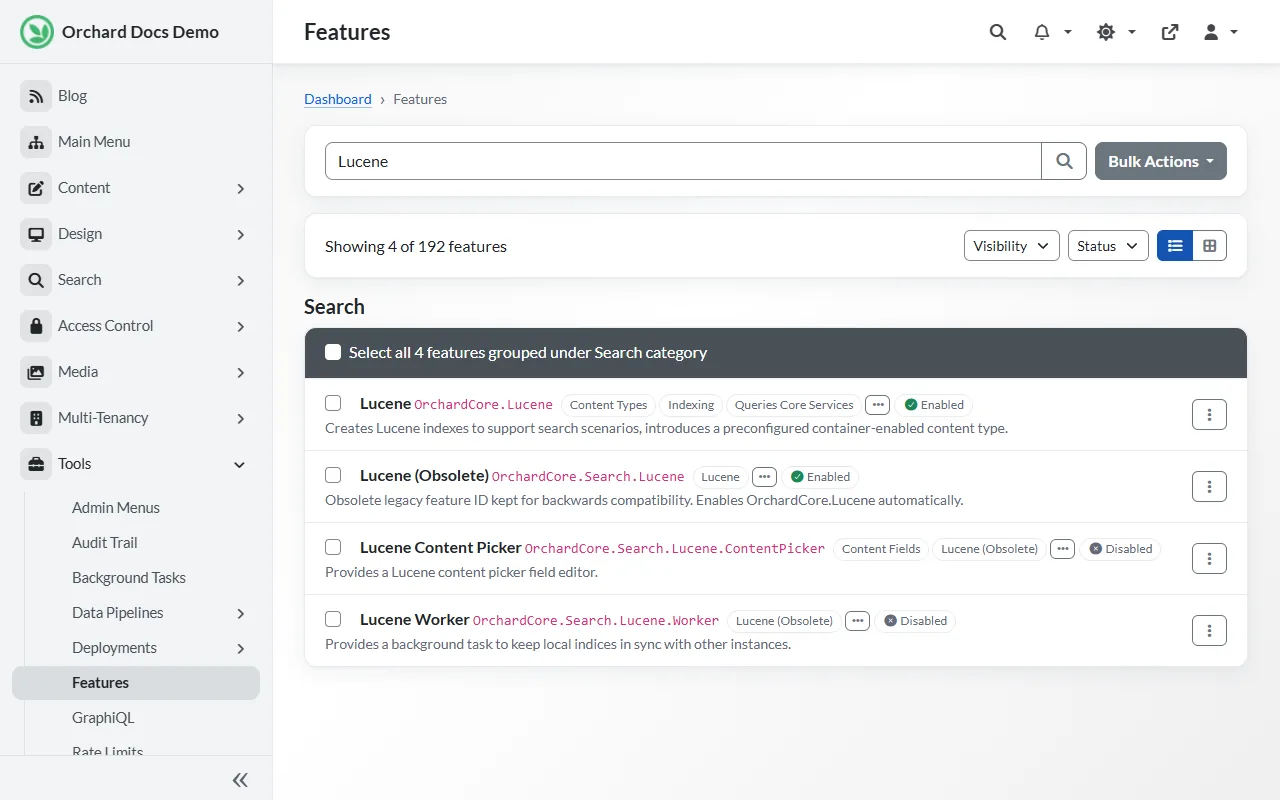 Orchard Docs Demo
Features
Blog
Main Menu
Content
Design
Search
Access Control
Media
Multi-Tenancy
Tools
Admin Menus
Audit Trail
Background Tasks
Data Pipelines
Deployments
Features
GraphiQL
Rate Limits
Dashboard › Features
Lucene
Bulk Actions
Showing 4 of 192 features
Visibility
Status
Search
Select all 4 features grouped under Search category
Lucene OrchardCore.Lucene Content Types Indexing Queries Core Services ••• Enabled
Creates Lucene indexes to support search scenarios, introduces a preconfigured container-enabled content type.
Lucene (Obsolete) OrchardCore.Search.Lucene Lucene ••• Enabled
Obsolete legacy feature ID kept for backwards compatibility. Enables OrchardCore.Lucene automatically.
Lucene Content Picker OrchardCore.Search.Lucene.ContentPicker Content Fields Lucene (Obsolete) ••• Disabled
Provides a Lucene content picker field editor.
Lucene Worker OrchardCore.Search.Lucene.Worker Lucene (Obsolete) ••• Disabled
Provides a background task to keep local indices in sync with other instances.